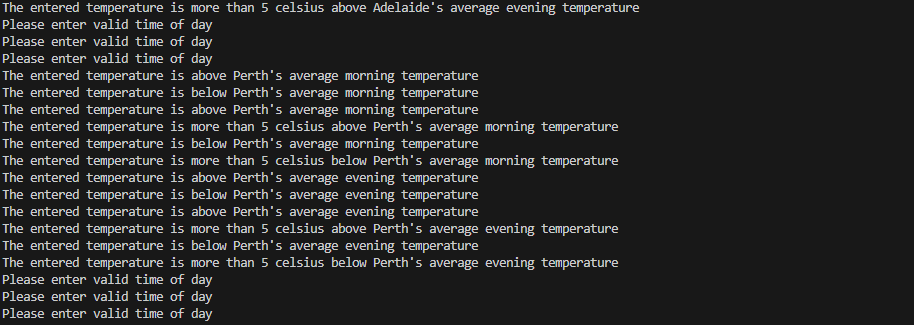 The entered temperature is more than 5 celsius above Adelaide's average evening temperature
Please enter valid time of day
Please enter valid time of day
Please enter valid time of day
The entered temperature is above Perth's average morning temperature
The entered temperature is below Perth's average morning temperature
The entered temperature is above Perth's average morning temperature
The entered temperature is more than 5 celsius above Perth's average morning temperature
The entered temperature is below Perth's average morning temperature
The entered temperature is more than 5 celsius below Perth's average morning temperature
The entered temperature is above Perth's average evening temperature
The entered temperature is below Perth's average evening temperature
The entered temperature is above Perth's average evening temperature
The entered temperature is more than 5 celsius above Perth's average evening temperature
The entered temperature is below Perth's average evening temperature
The entered temperature is more than 5 celsius below Perth's average evening temperature
Please enter valid time of day
Please enter valid time of day
Please enter valid time of day